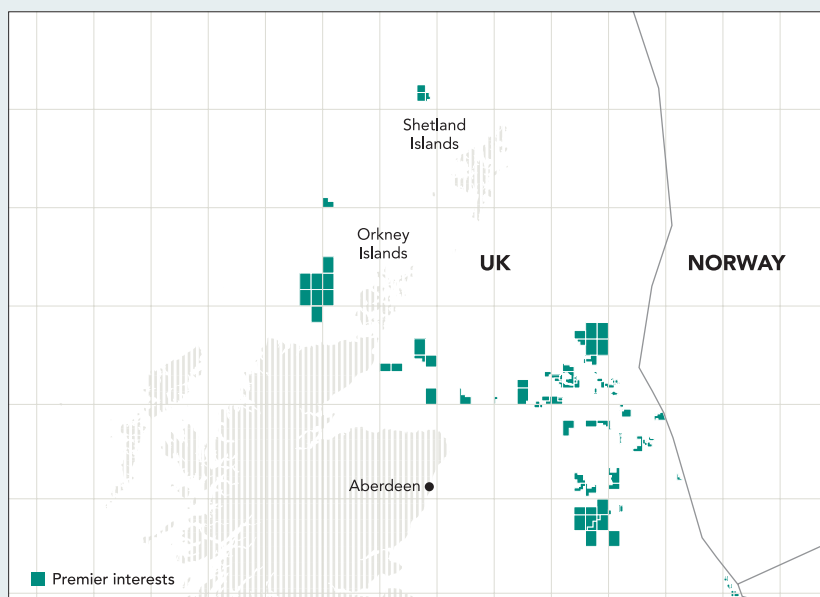 Shetland
Islands
Orkney
Islands
UK
NORWAY
Aberdeen
Premier interests